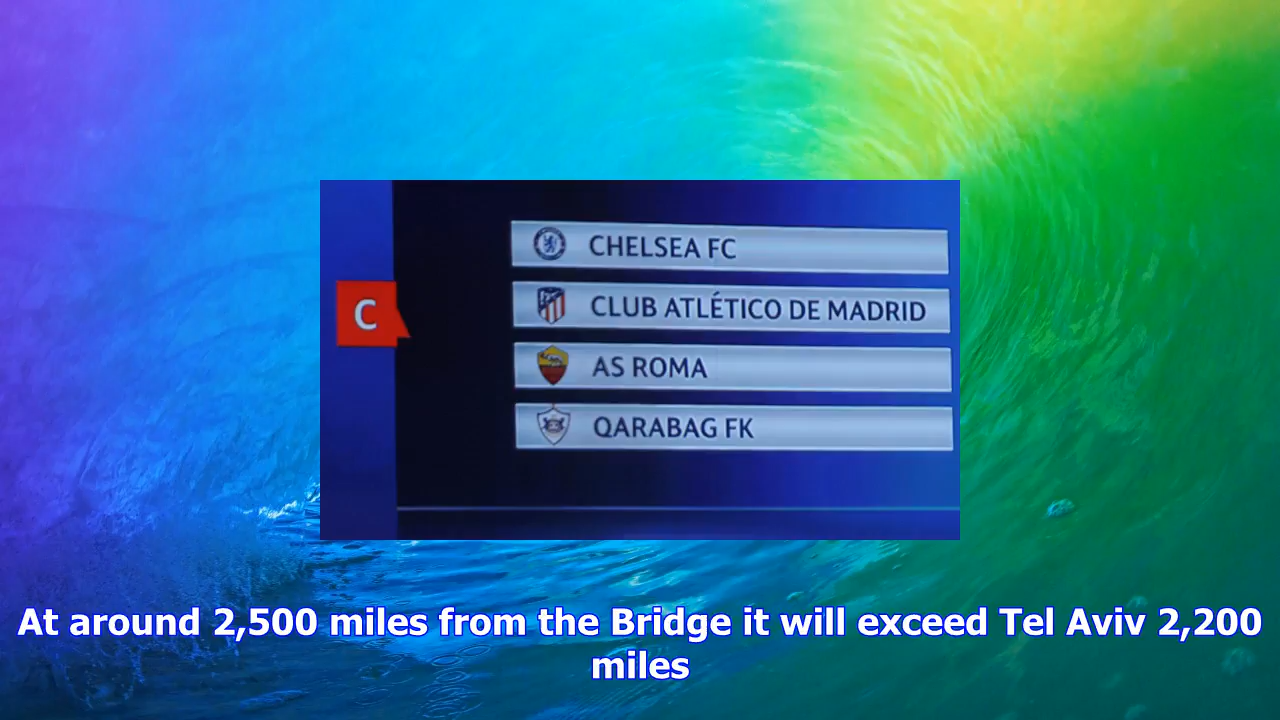 C
CHELSEA FC
CLUB ATLÉTICO DE MADRID
AS ROMA
QARABAG FK
At around 2,500 miles from the Bridge it will exceed Tel Aviv 2,200
miles